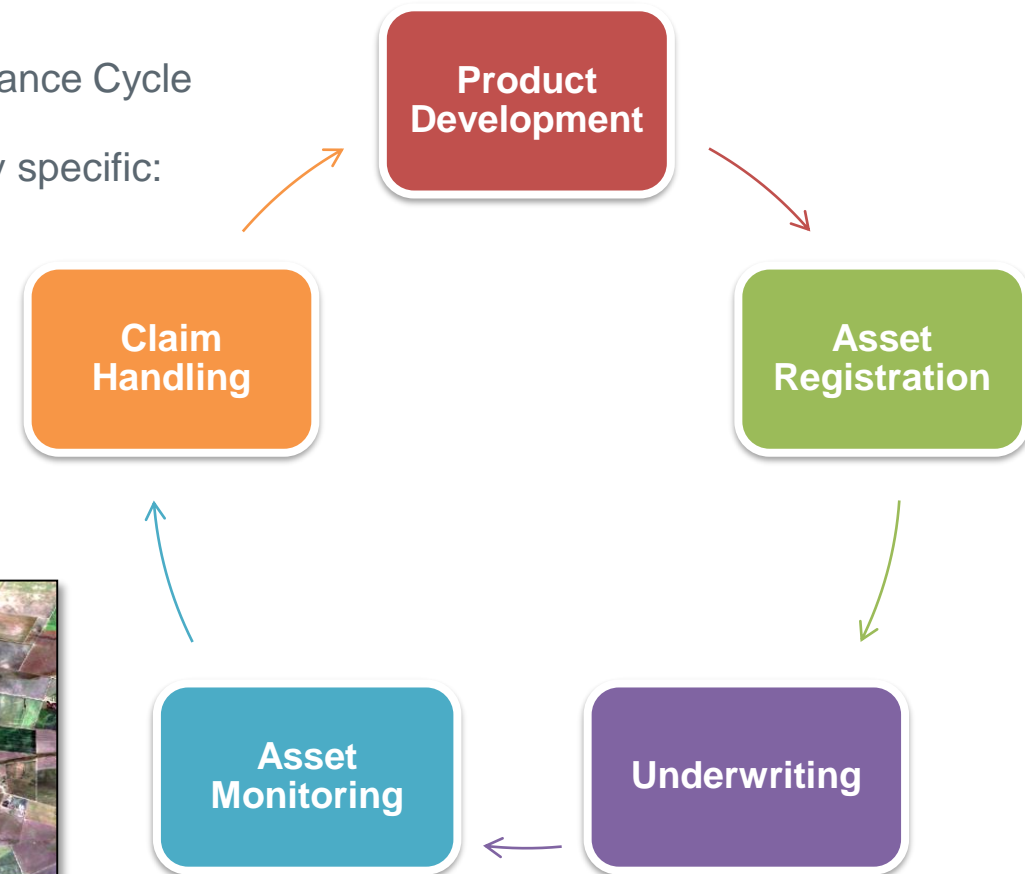 ance Cycle
specific:
Product
Development
Asset
Registration
Underwriting
Asset
Monitoring
Claim
Handling